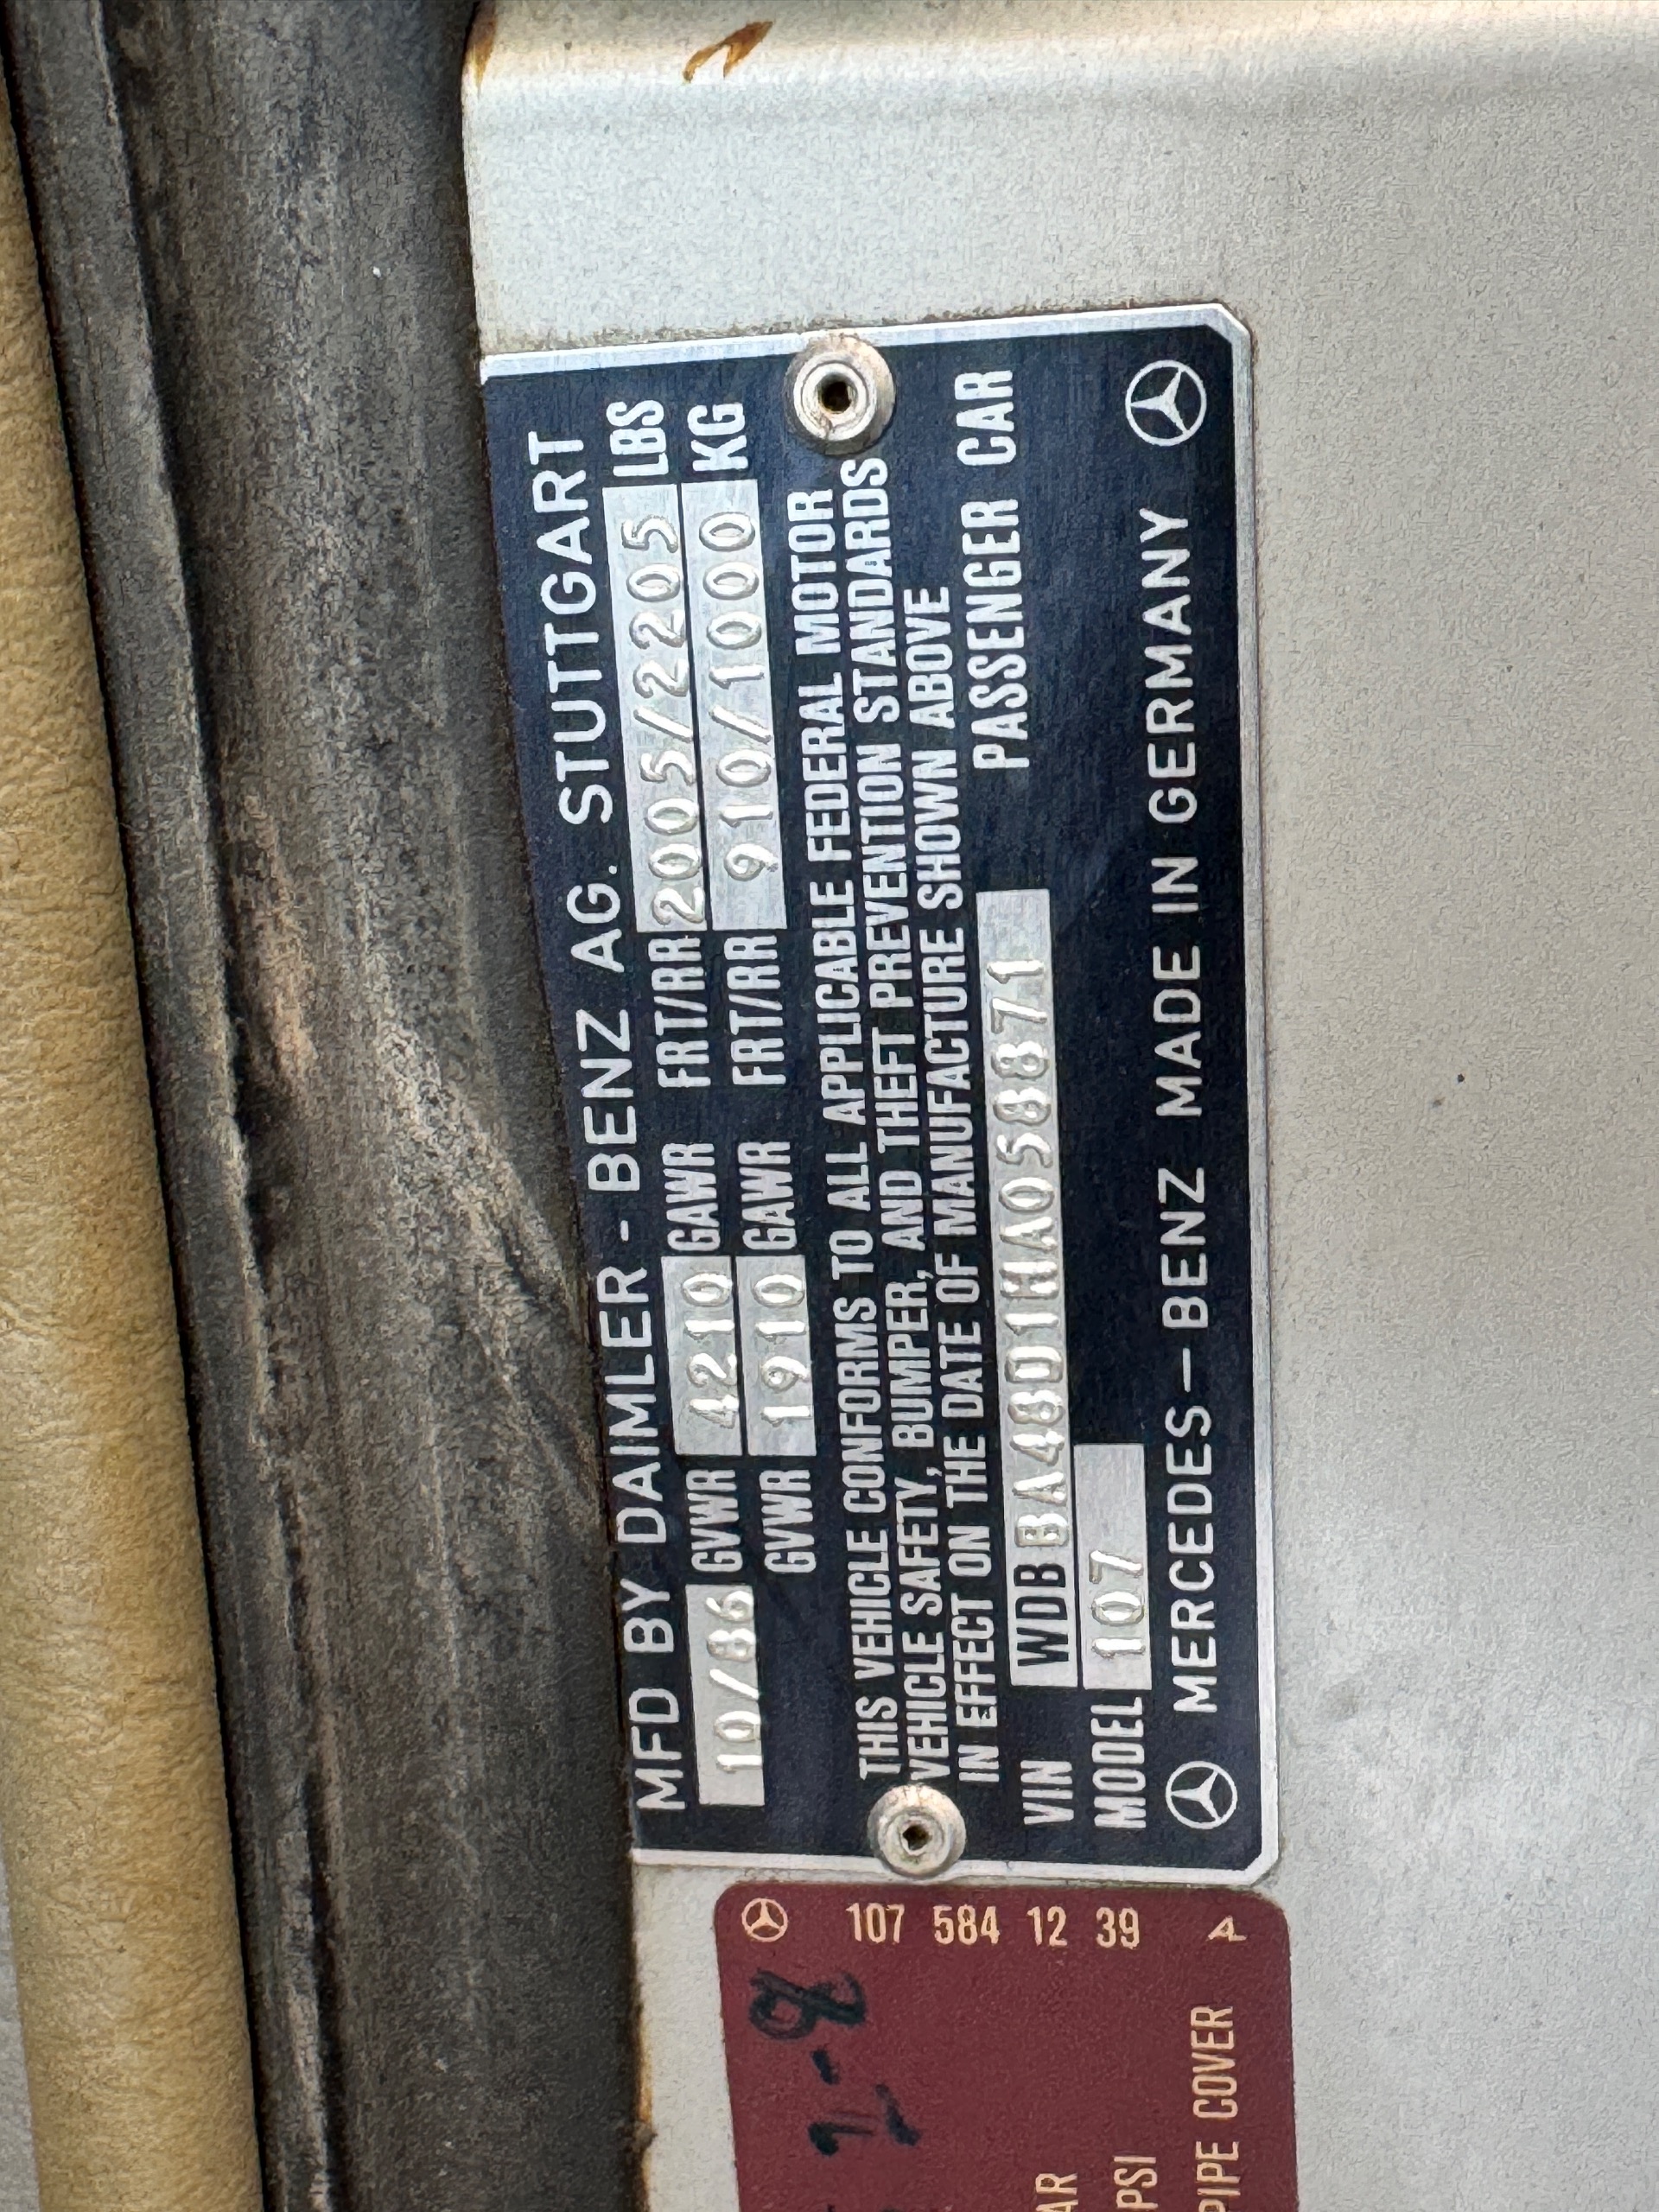 MFD BY DAIMLER - BENZ AG. STUTTGART
10/86 GVWR 4210 GAWR FRT/RR 2005/2205 LBS
GVWR 1910 GAWR FRT/RR 910/1000 KG
THIS VEHICLE CONFORMS TO ALL APPLICABLE FEDERAL MOTOR
VEHICLE SAFETY, BUMPER, AND THEFT PREVENTION STANDARDS
IN EFFECT ON THE DATE OF MANUFACTURE SHOWN ABOVE
VIN WDBBA48D1HA058871 PASSENGER CAR
MODEL 107
MERCEDES-BENZ MADE IN GERMANY
107 584 12 39 A
PSI
PIPE COVER